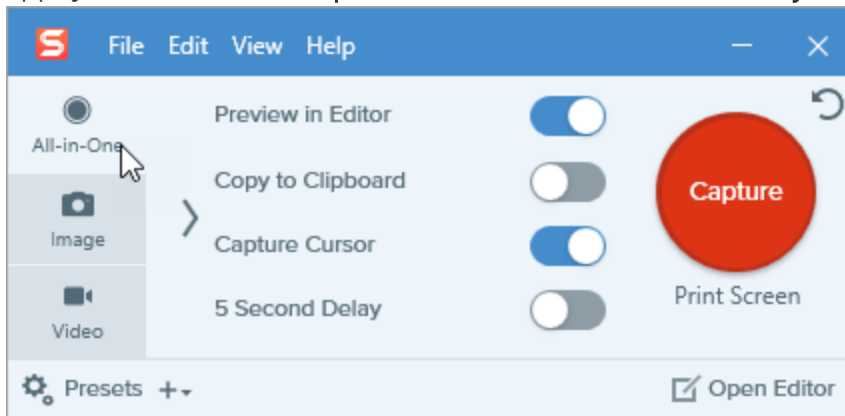 File Edit View Help
All-in-One
Image
Video
Preview in Editor
Copy to Clipboard
Capture Cursor
5 Second Delay
Capture
Print Screen
Presets
Open Editor